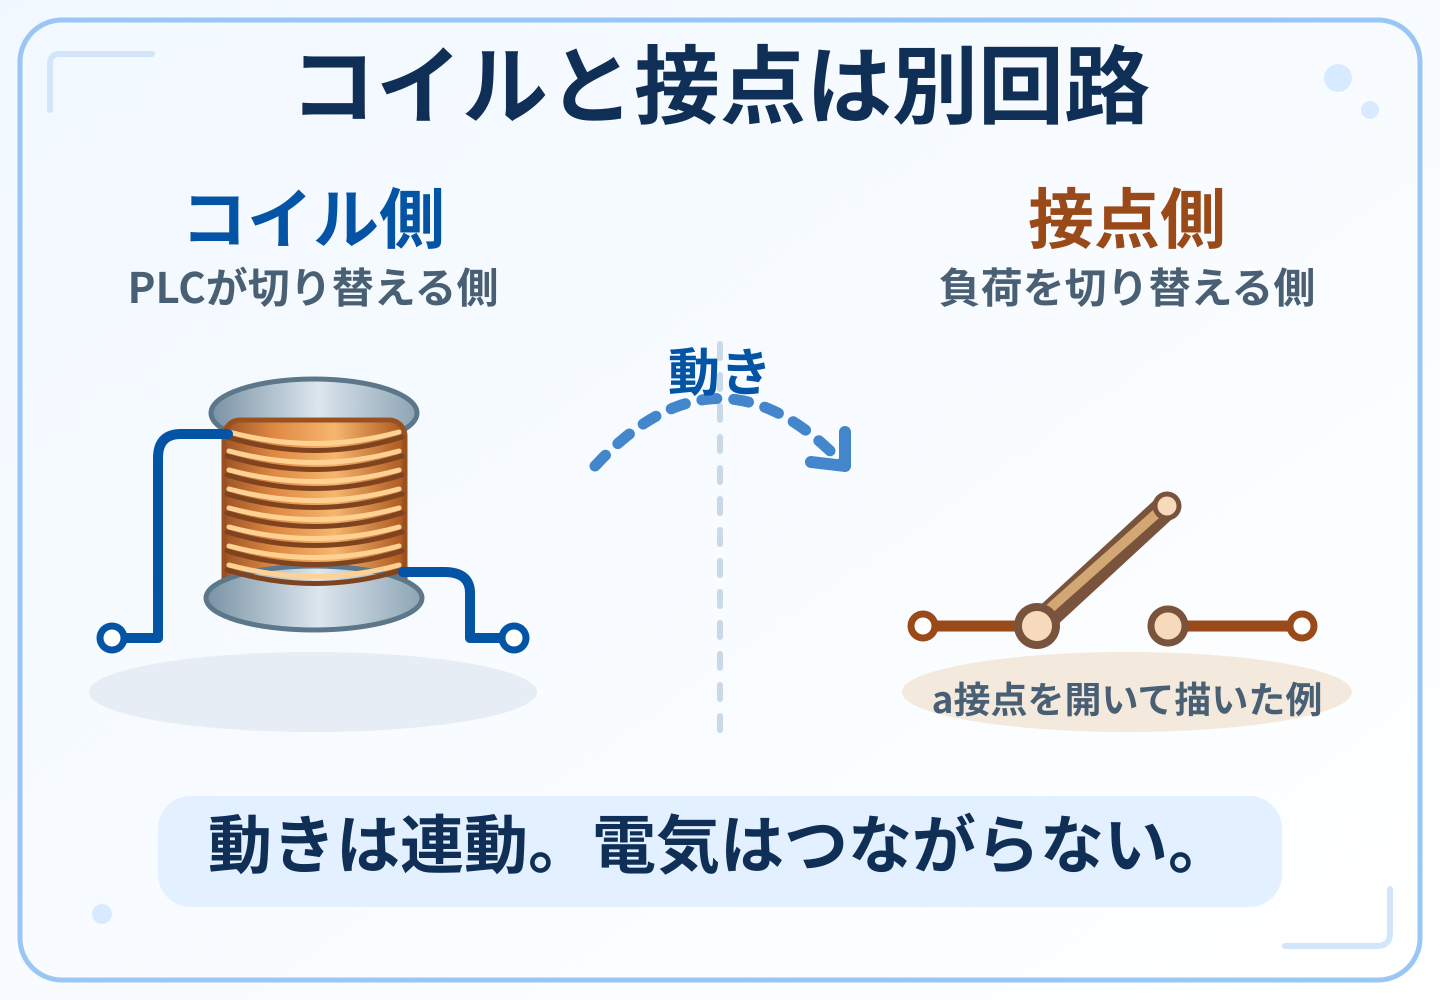 コイルと接点は別回路
コイル側
PLCが切り替える側
接点側
負荷を切り替える側
動き
a接点を開いて描いた例
動きは連動。電気はつながらない。